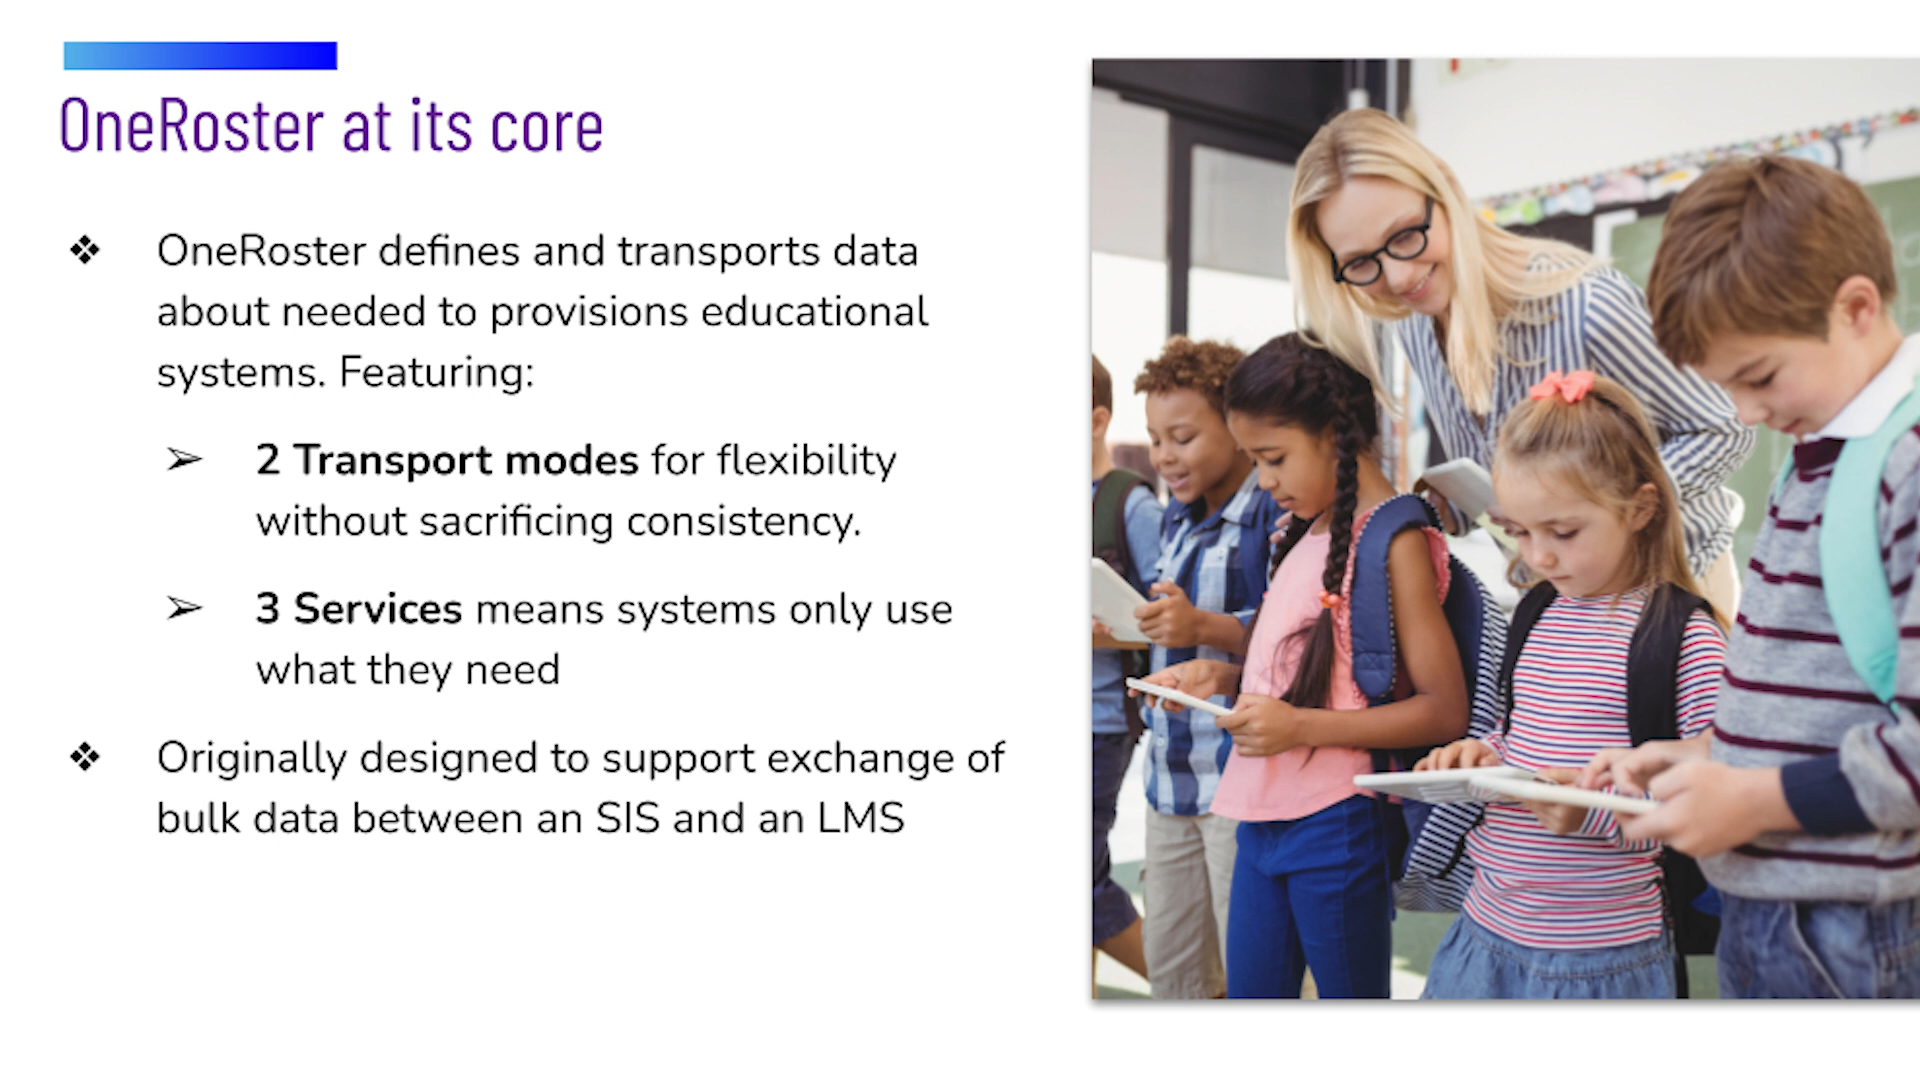 OneRoster at its core
❖ OneRoster defines and transports data
about needed to provisions educational
systems. Featuring:
➢ 2 Transport modes for flexibility
without sacrificing consistency.
➢ 3 Services means systems only use
what they need
❖ Originally designed to support exchange of
bulk data between an SIS and an LMS